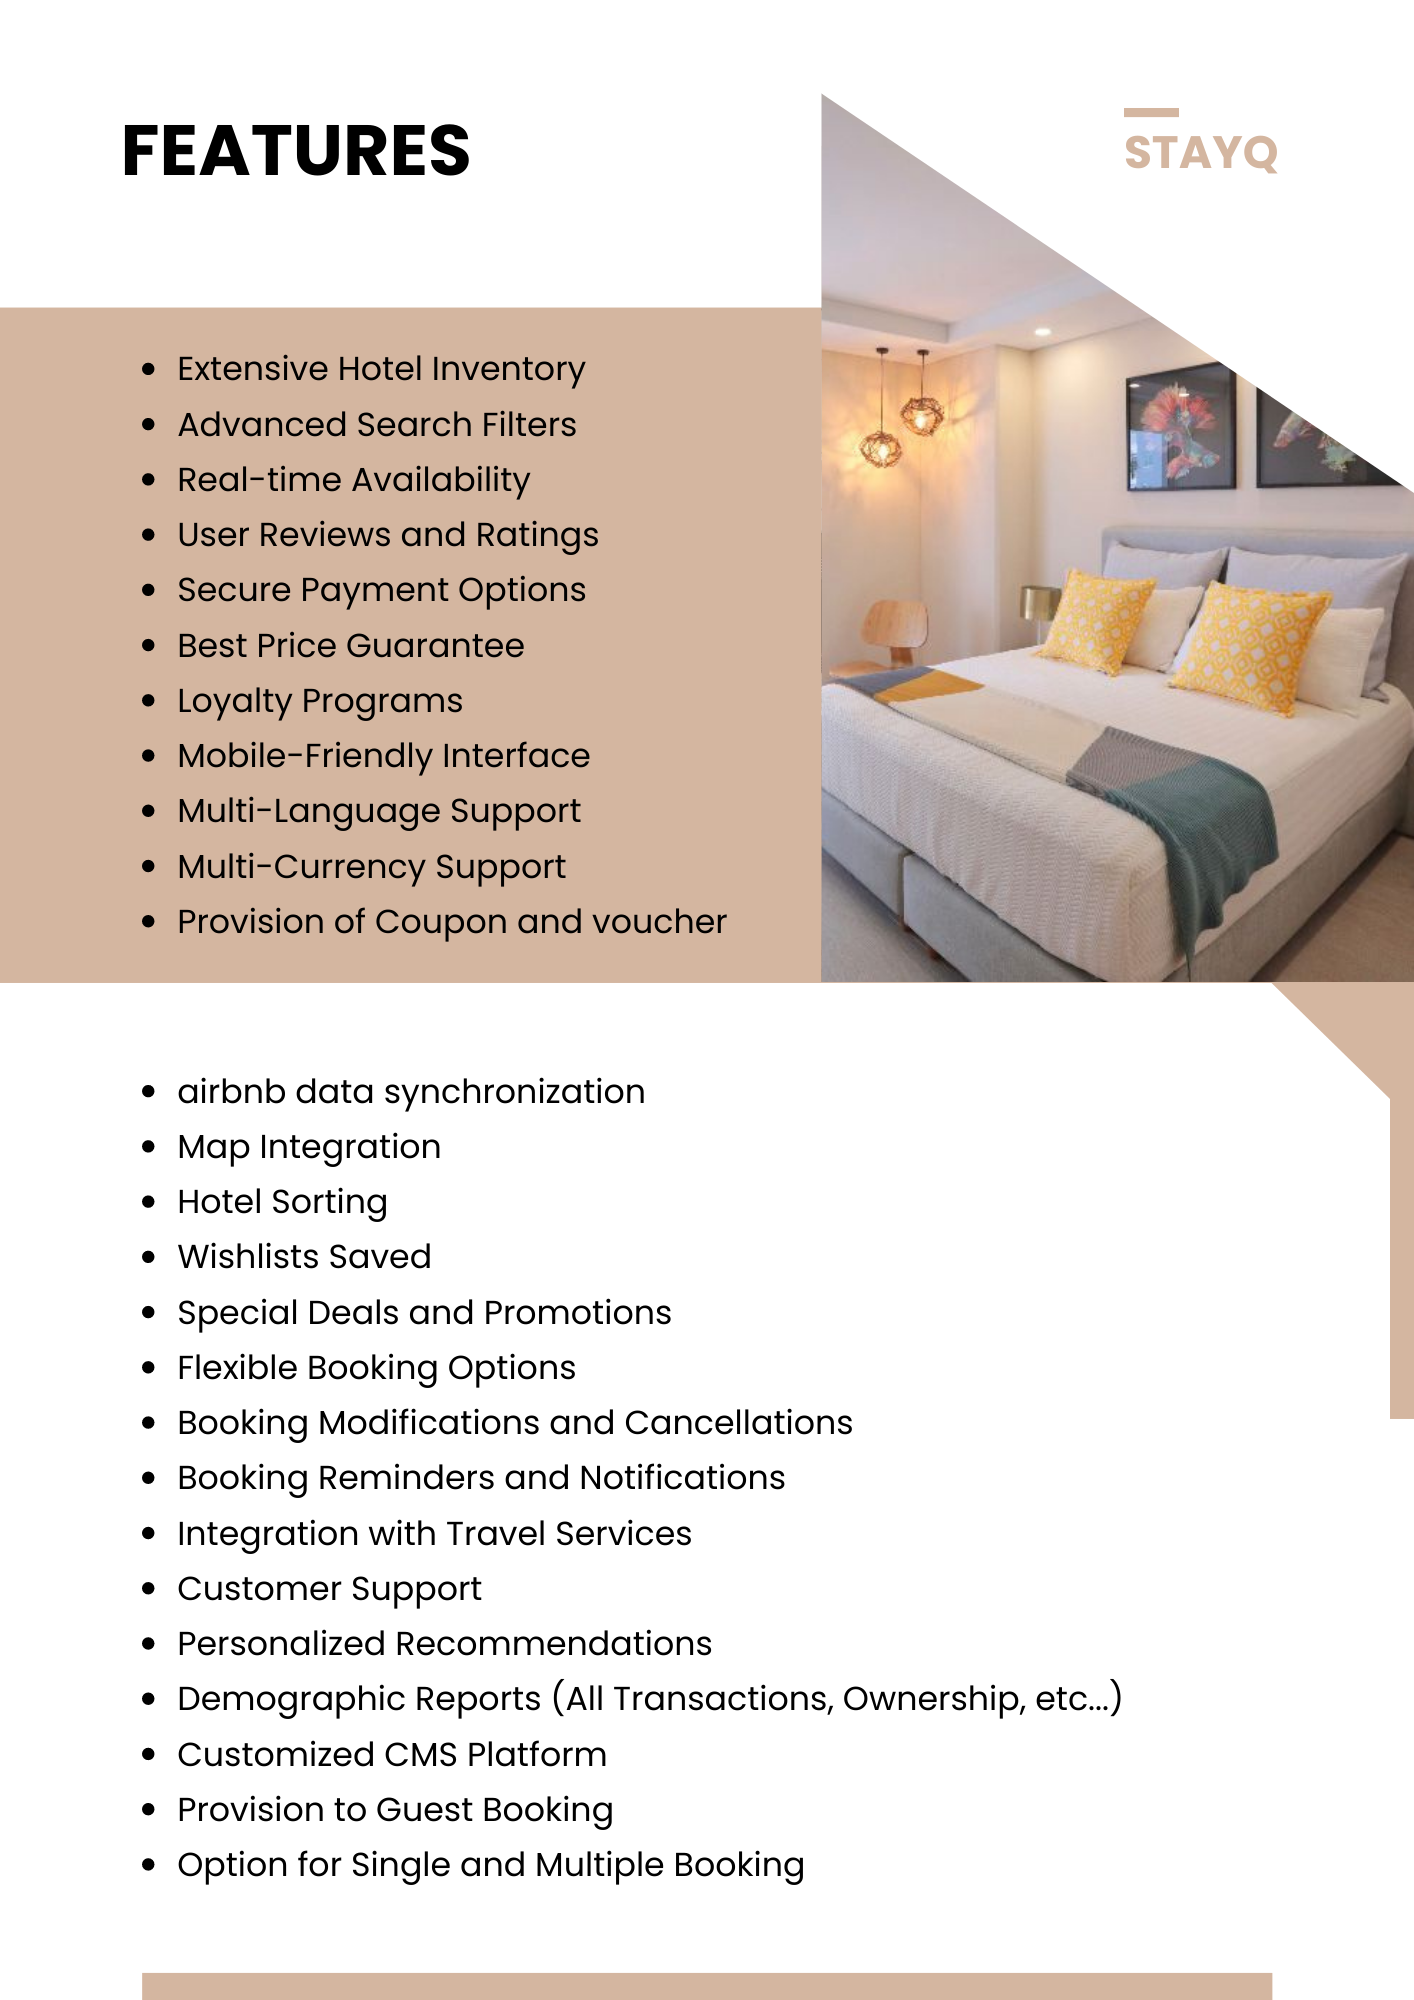 FEATURES
STAYQ
• Extensive Hotel Inventory
• Advanced Search Filters
• Real-time Availability
• User Reviews and Ratings
• Secure Payment Options
• Best Price Guarantee
• Loyalty Programs
• Mobile-Friendly Interface
• Multi-Language Support
• Multi-Currency Support
• Provision of Coupon and voucher
• airbnb data synchronization
• Map Integration
• Hotel Sorting
• Wishlists Saved
• Special Deals and Promotions
• Flexible Booking Options
• Booking Modifications and Cancellations
• Booking Reminders and Notifications
• Integration with Travel Services
• Customer Support
• Personalized Recommendations
• Demographic Reports (All Transactions, Ownership, etc...)
• Customized CMS Platform
• Provision to Guest Booking
• Option for Single and Multiple Booking